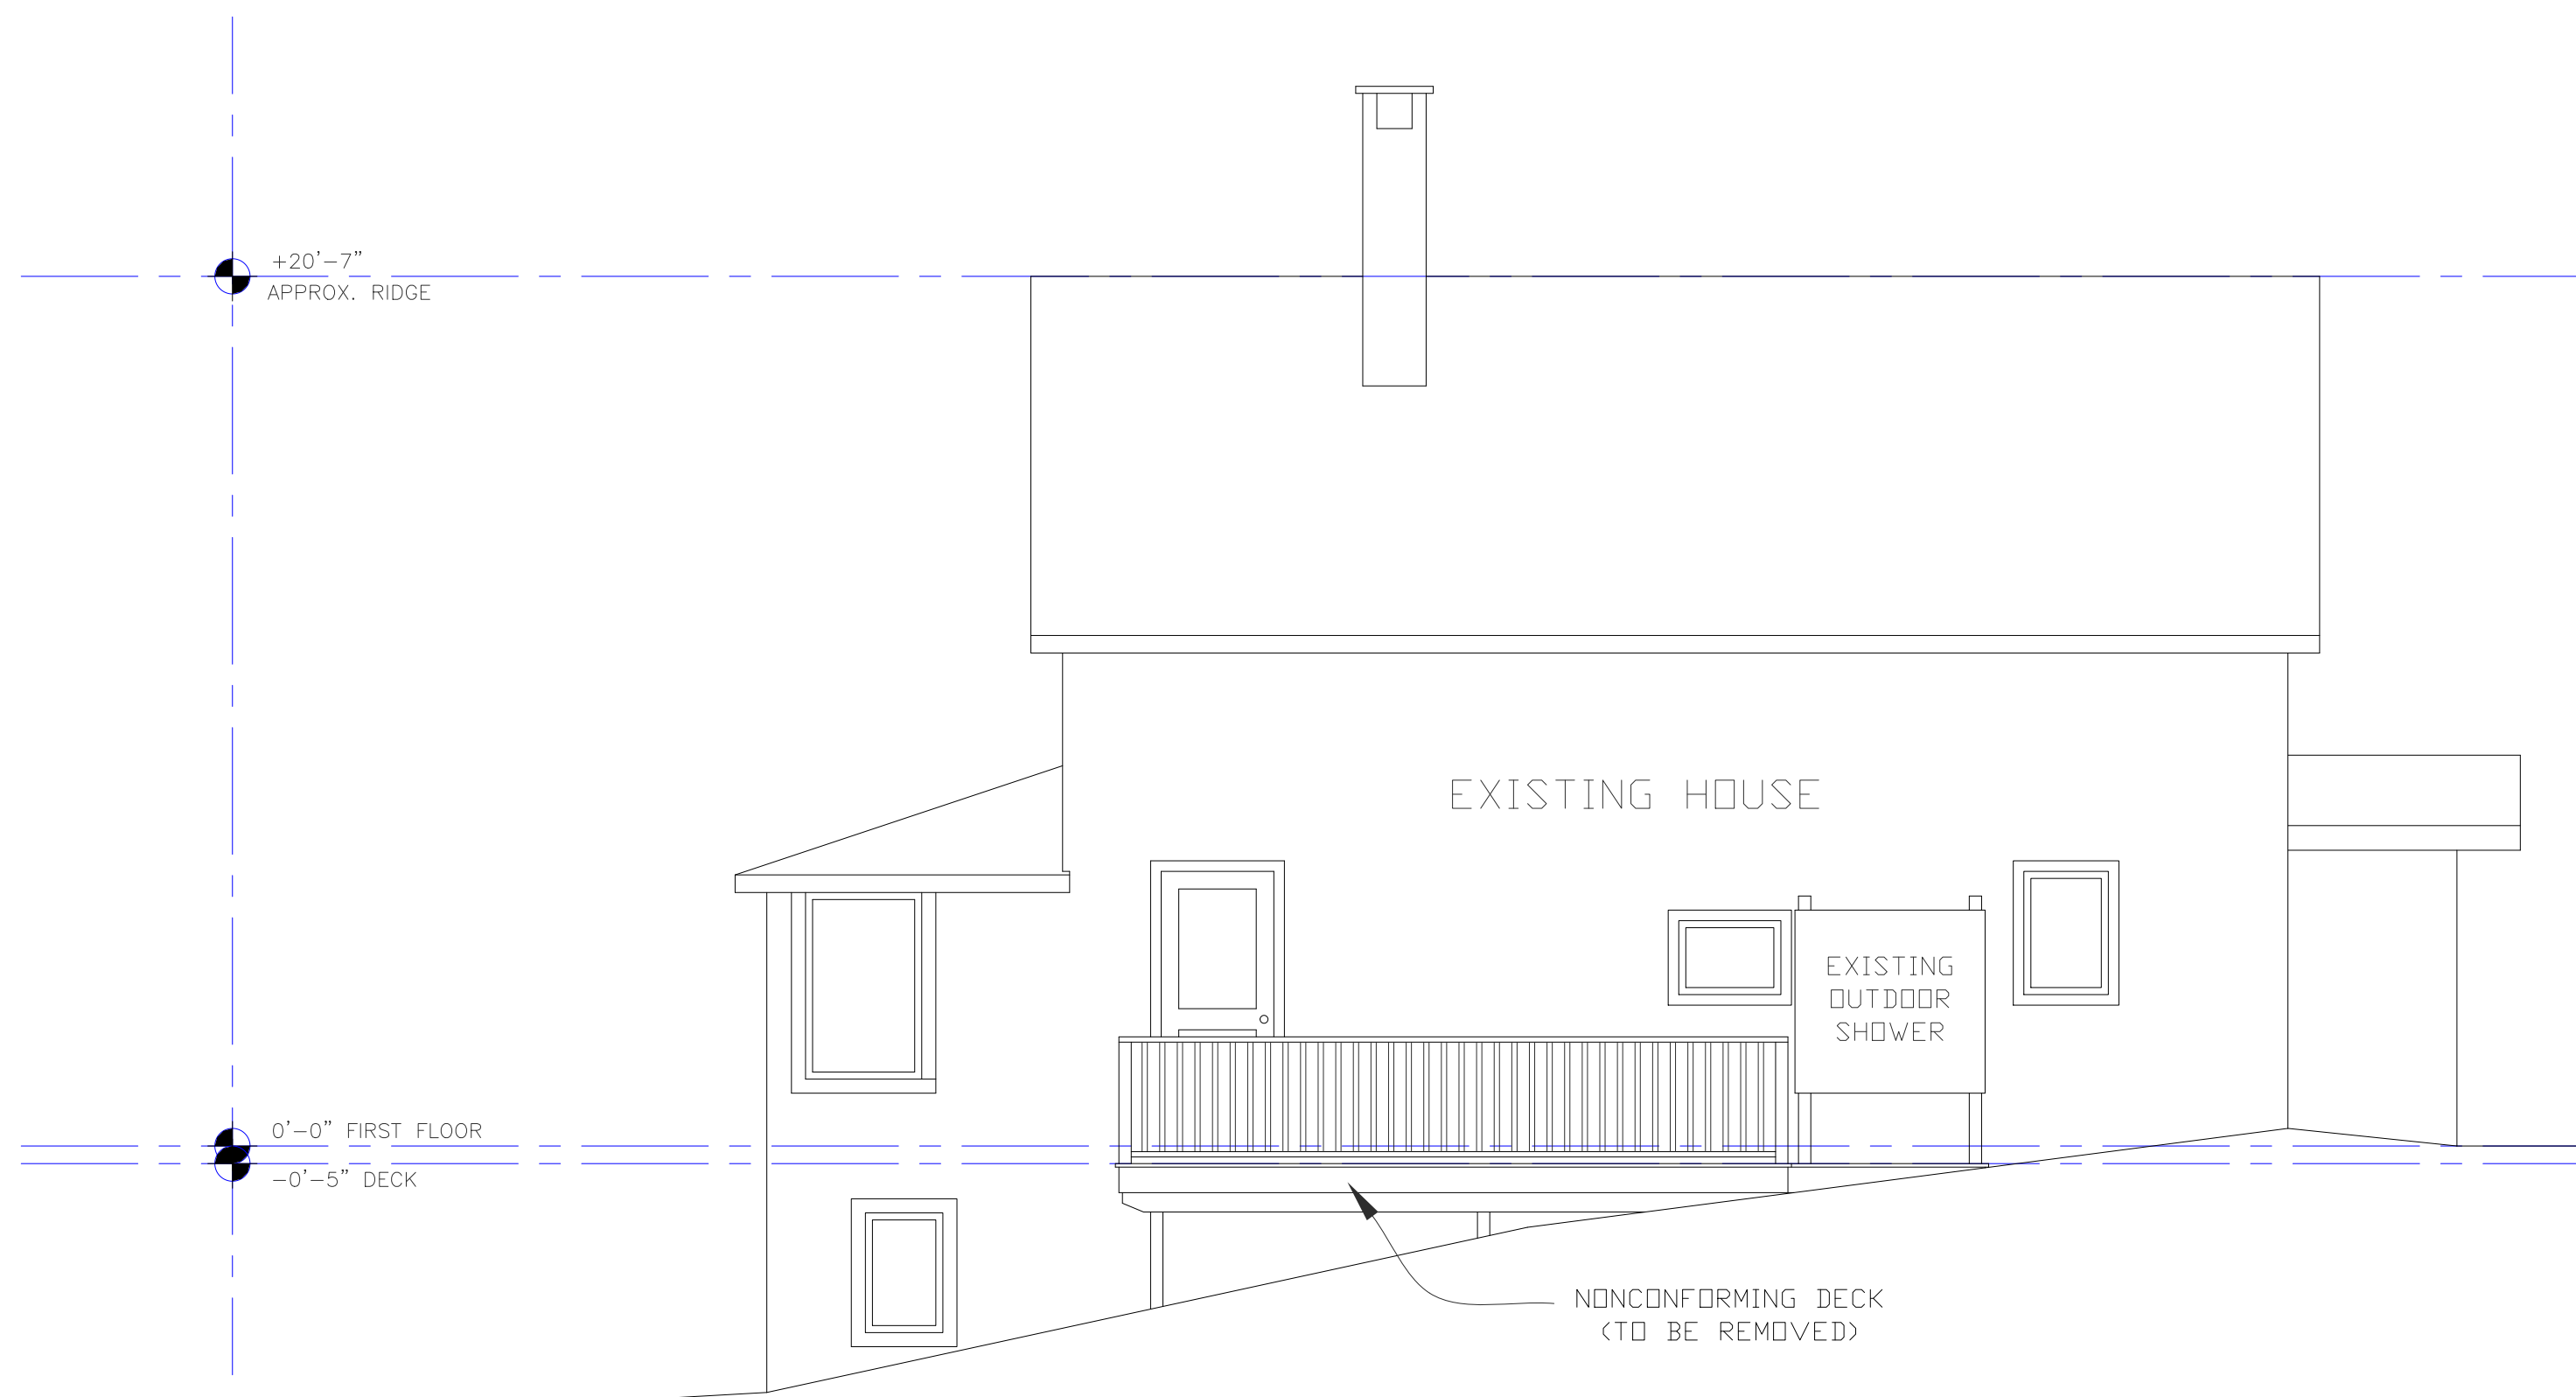 +20'-7"
APPROX. RIDGE
EXISTING HOUSE
EXISTING
OUTDOOR
SHOWER
0'-0" FIRST FLOOR
-0'-5" DECK
NONCONFORMING DECK
(TO BE REMOVED)